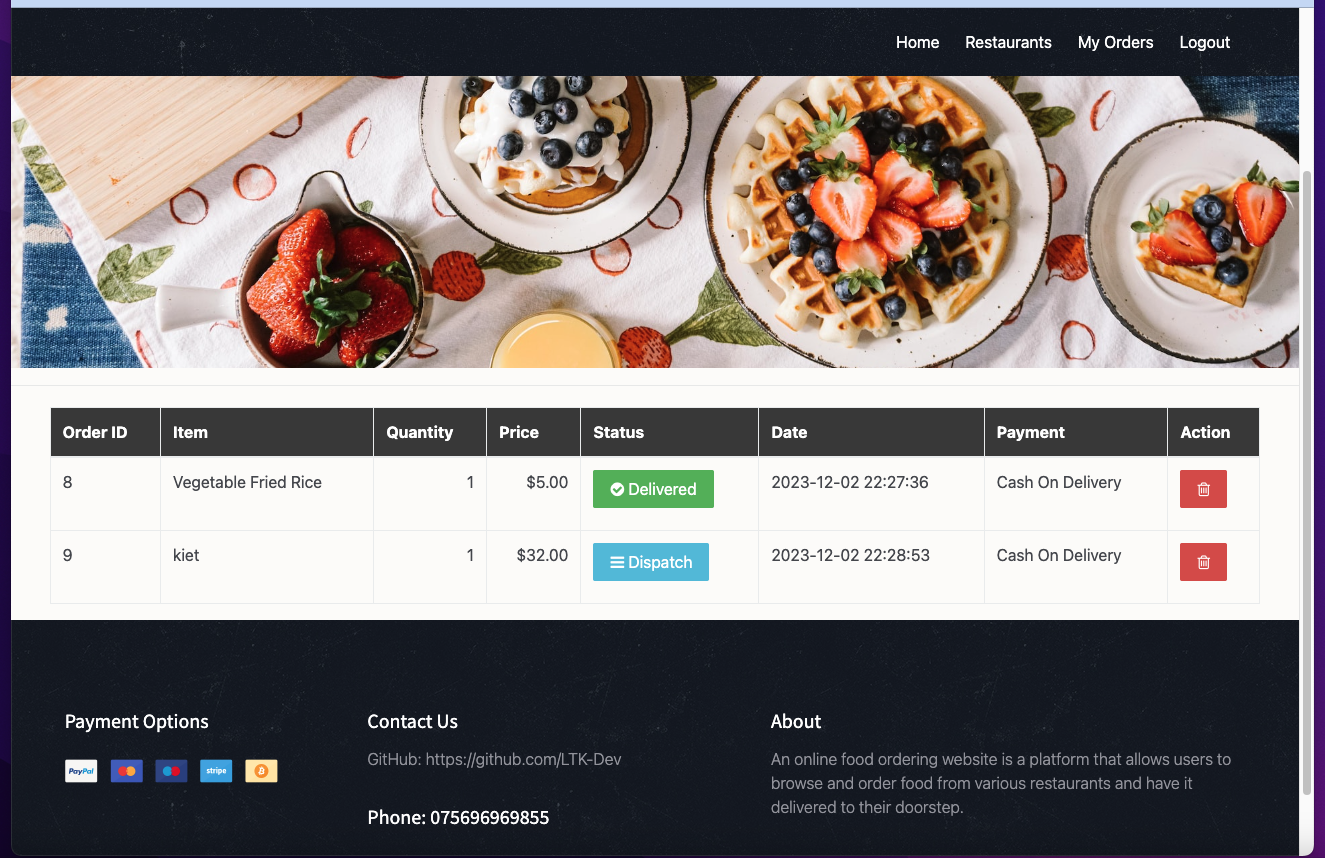 Home Restaurants My Orders Logout
Order ID Item Quantity Price Status Date Payment Action
8 Vegetable Fried Rice 1 $5.00 Delivered 2023-12-02 22:27:36 Cash On Delivery
9 kiet 1 $32.00 Dispatch 2023-12-02 22:28:53 Cash On Delivery
Payment Options
PayPal stripe
Contact Us
GitHub: https://github.com/LTK-Dev
Phone: 075696969855
About
An online food ordering website is a platform that allows users to
browse and order food from various restaurants and have it
delivered to their doorstep.